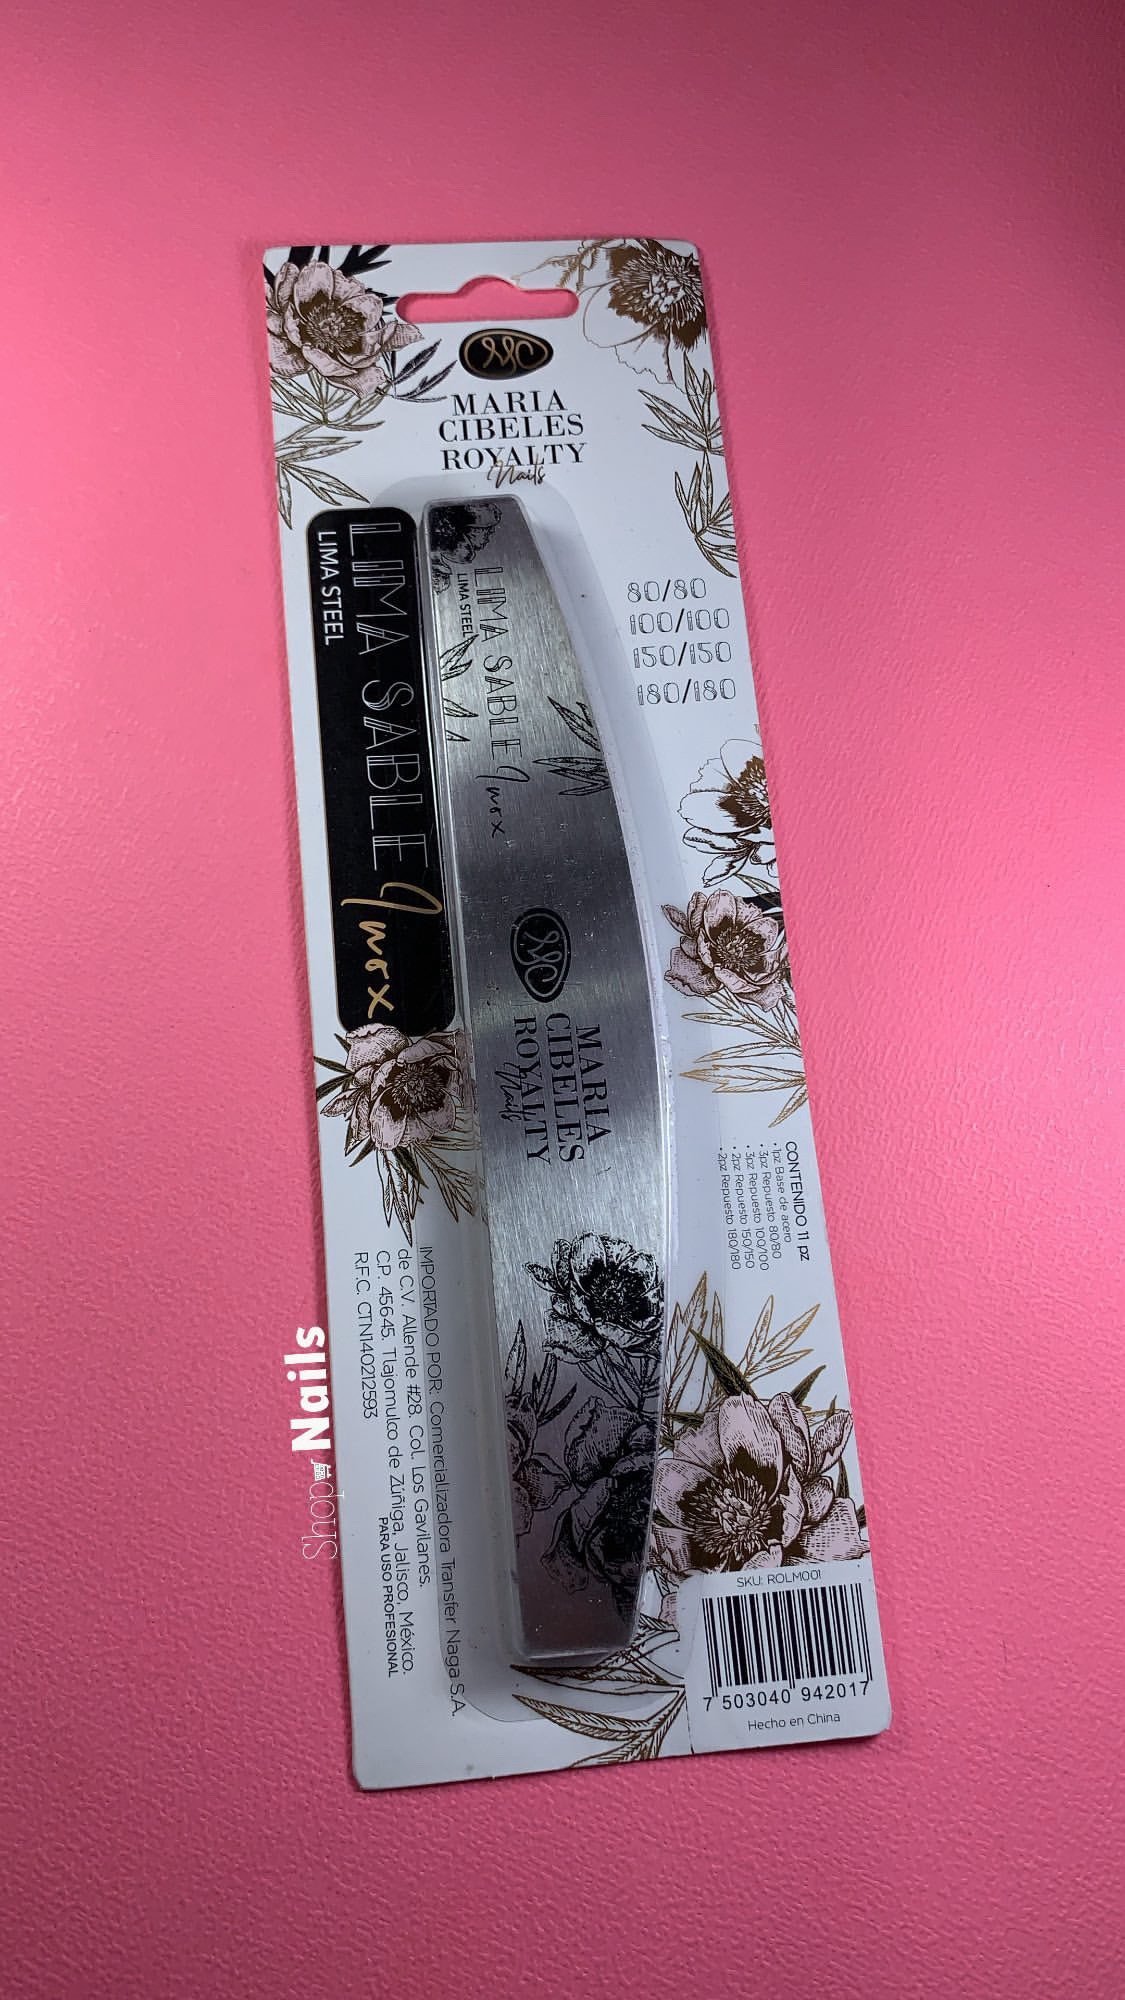 MARIA
CIBELES
ROYALTY
Nails
LIMA SABLE Inox
LIMA STEEL
LIMA SABLE Inox
LIMA STEEL
80/80
100/100
150/150
180/180
MARIA
CIBELES
ROYALTY
Nails
CONTENIDO 11 pz
• 1pz Base de acero
• 3pz Repuesto 80/80
• 3pz Repuesto 100/100
• 2pz Repuesto 150/150
• 2pz Repuesto 180/180
IMPORTADO POR: Comercializadora Transfer Naga S.A.
de C.V. Allende #28. Col. Los Gavilanes.
C.P. 45645. Tlajomulco de Zúñiga, Jalisco, México.
R.F.C. CTN140212593
PARA USO PROFESIONAL
SKU: ROLM001
7 503040 942017
Hecho en China
Shop Nails